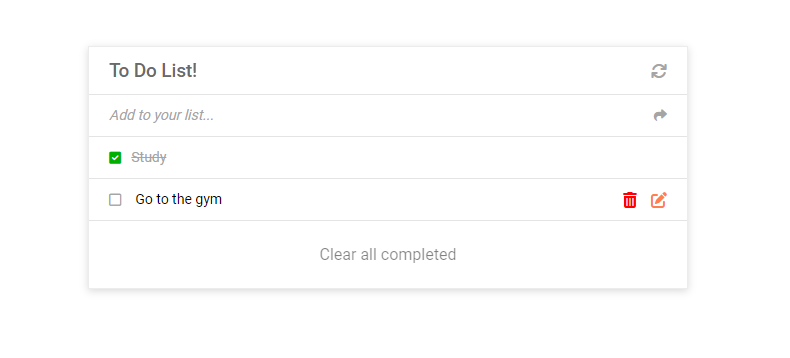 To Do List!
Add to your list...
Study
Go to the gym
Clear all completed